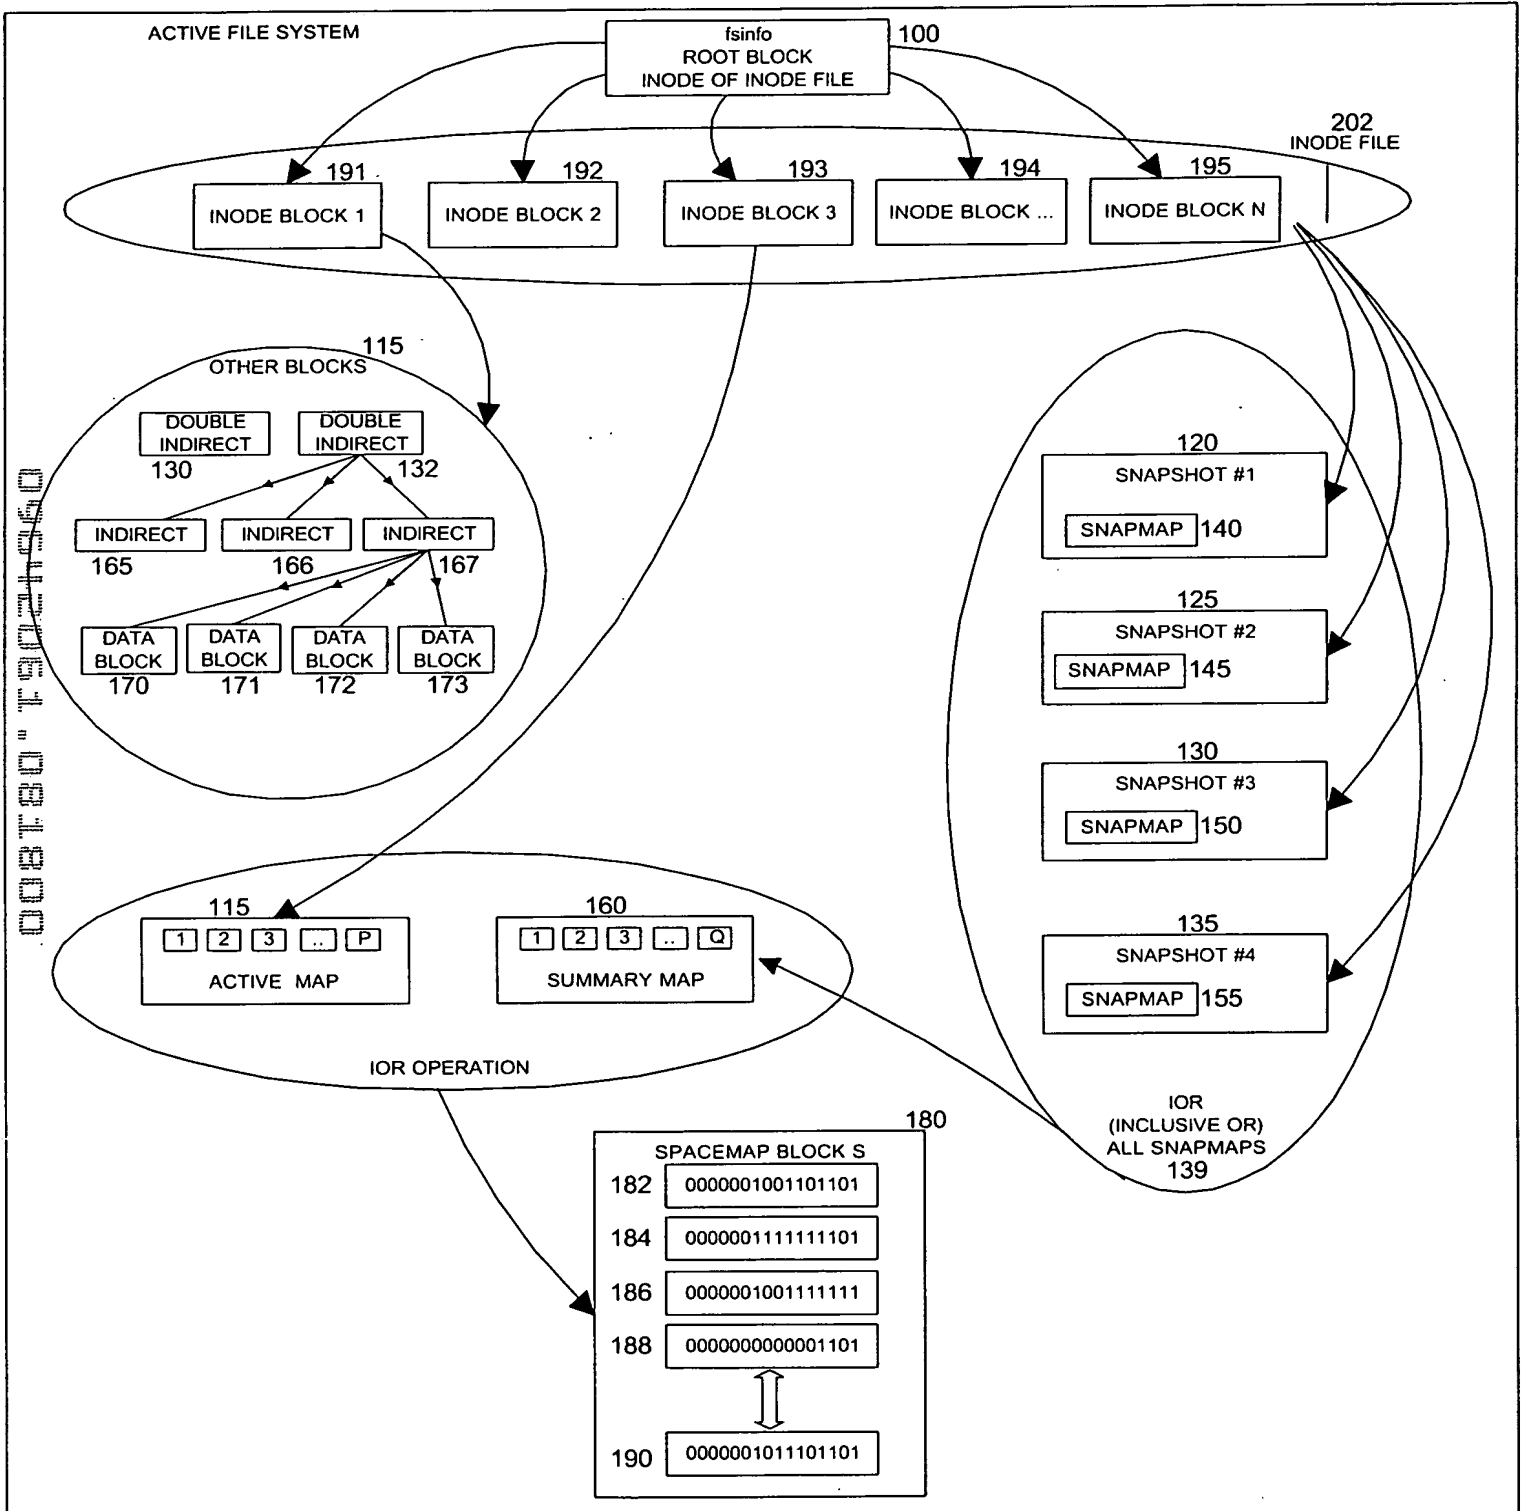 ACTIVE FILE SYSTEM
fsinfo
ROOT BLOCK
INODE OF INODE FILE
100
202
INODE FILE
191
INODE BLOCK 1
192
INODE BLOCK 2
193
INODE BLOCK 3
194
INODE BLOCK ...
195
INODE BLOCK N
115
OTHER BLOCKS
DOUBLE
INDIRECT
130
DOUBLE
INDIRECT
132
INDIRECT
165
INDIRECT
166
INDIRECT
167
DATA
BLOCK
170
DATA
BLOCK
171
DATA
BLOCK
172
DATA
BLOCK
173
120
SNAPSHOT #1
SNAPMAP 140
125
SNAPSHOT #2
SNAPMAP 145
130
SNAPSHOT #3
SNAPMAP 150
135
SNAPSHOT #4
SNAPMAP 155
IOR
(INCLUSIVE OR)
ALL SNAPMAPS
139
115
1 2 3 .. P
ACTIVE MAP
160
1 2 3 .. Q
SUMMARY MAP
IOR OPERATION
180
SPACEMAP BLOCK S
182 0000001001101101
184 0000001111111101
186 0000001001111111
188 0000000000001101
190 0000001011101101